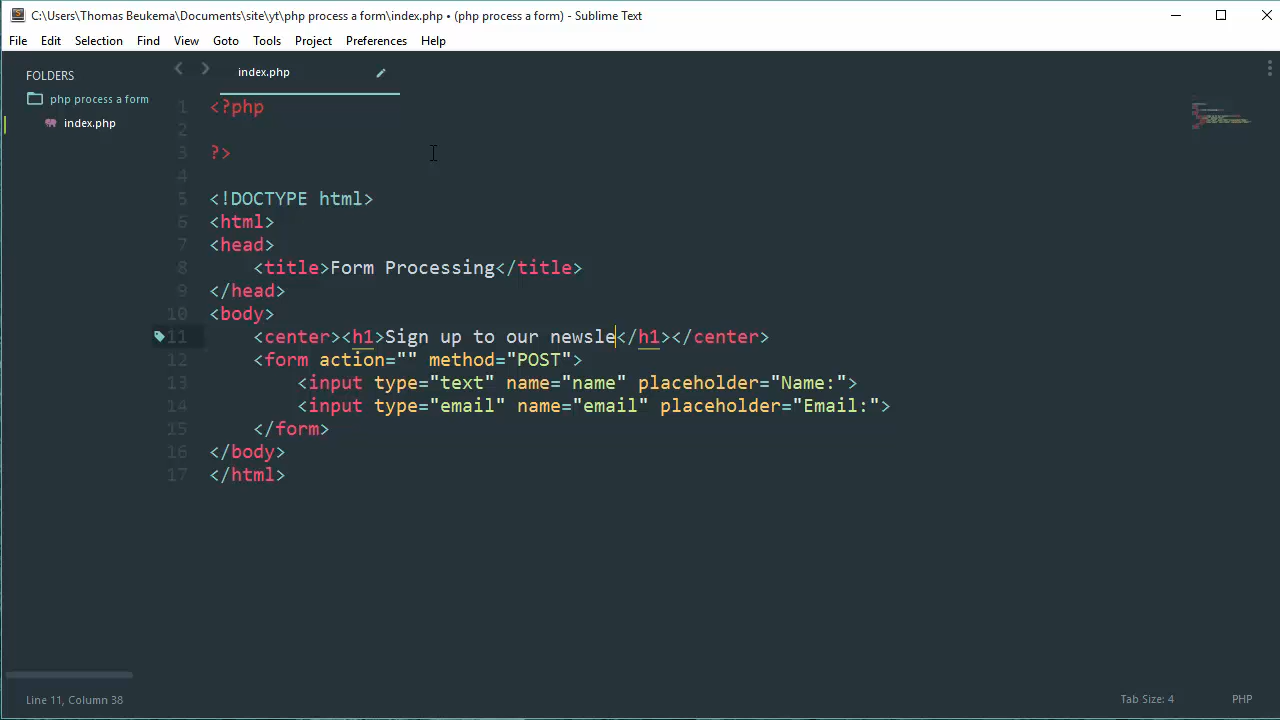 C:\Users\Thomas Beukema\Documents\site\yt\php process a form\index.php • (php process a form) - Sublime Text
File Edit Selection Find View Goto Tools Project Preferences Help
FOLDERS
php process a form
index.php
index.php
1 <?php
2
3 ?>
4
5 <!DOCTYPE html>
6 <html>
7 <head>
8 <title>Form Processing</title>
9 </head>
10 <body>
11 <center><h1>Sign up to our newsle</h1></center>
12 <form action="" method="POST">
13 <input type="text" name="name" placeholder="Name:">
14 <input type="email" name="email" placeholder="Email:">
15 </form>
16 </body>
17 </html>
Line 11, Column 38
Tab Size: 4
PHP